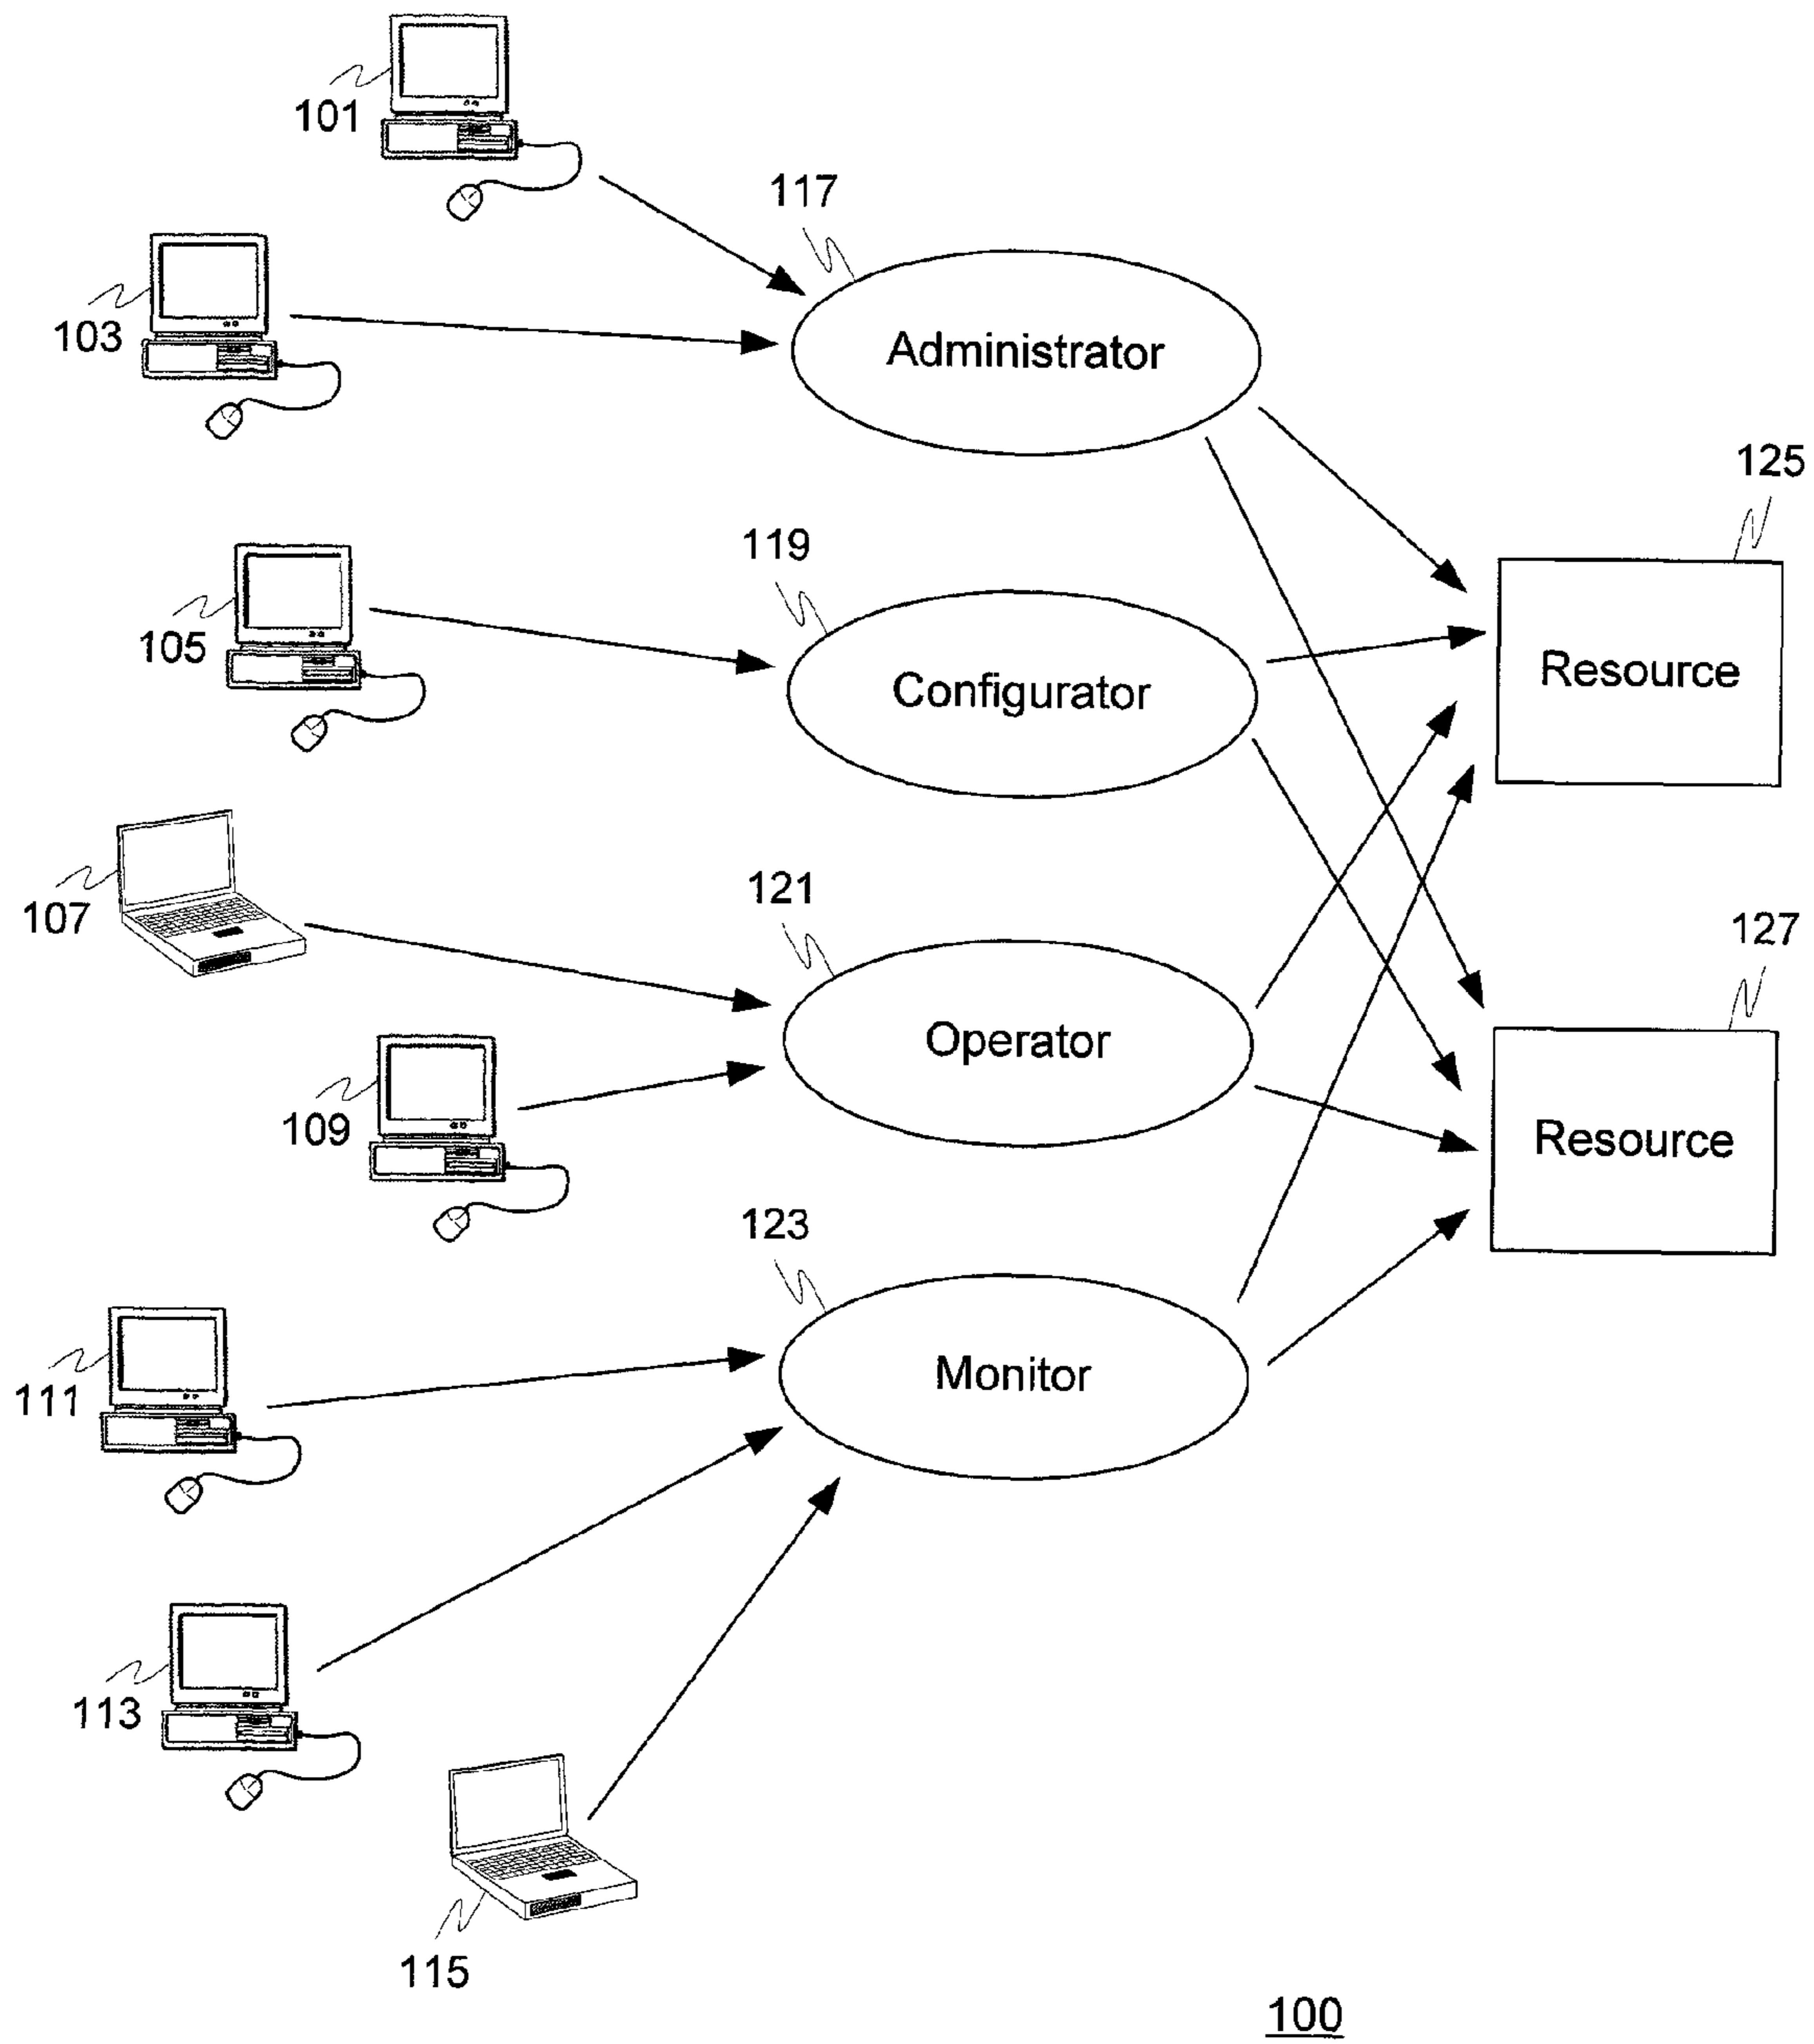 101
117
103
Administrator
125
119
105
Resource
Configurator
121
107
127
Operator
109
Resource
123
111
Monitor
113
115
100